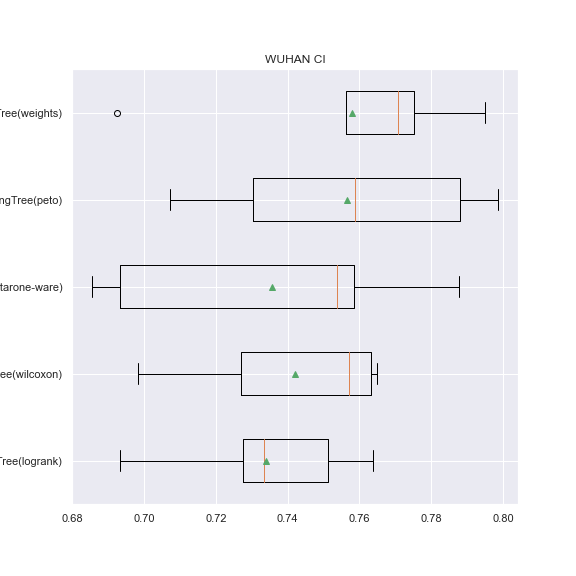 WUHAN CI
Tree(weights)
ngTree(peto)
tarone-ware)
ee(wilcoxon)
Tree(logrank)
0.68 0.70 0.72 0.74 0.76 0.78 0.80